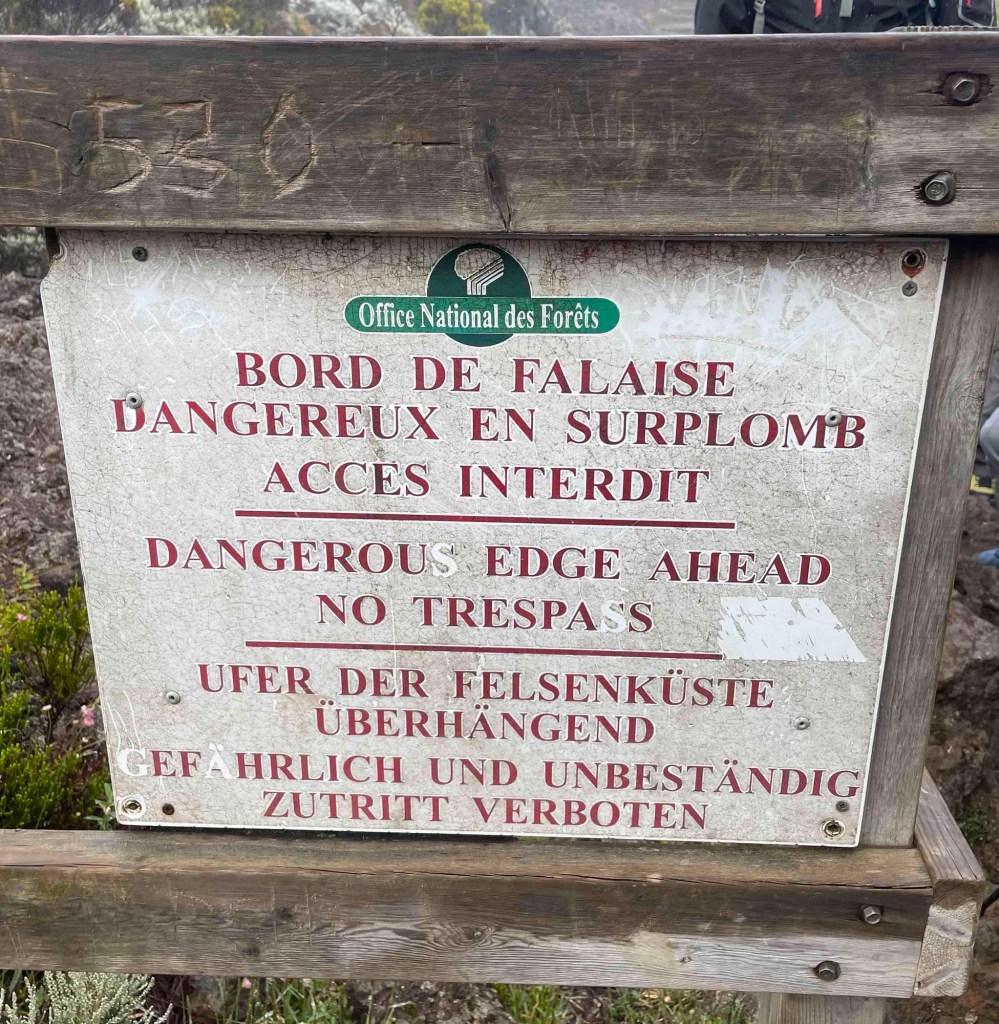 530
Office National des Forêts
BORD DE FALAISE
DANGEREUX EN SURPLOMB
ACCES INTERDIT
DANGEROUS EDGE AHEAD
NO TRESPASS
UFER DER FELSENKÜSTE
ÜBERHÄNGEND
GEFÄHRLICH UND UNBESTÄNDIG
ZUTRITT VERBOTEN